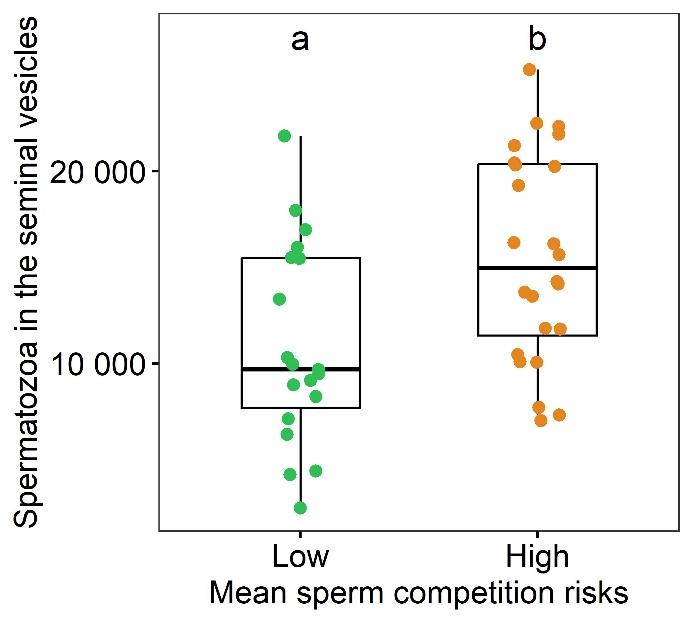 Spermatozoa in the seminal vesicles
a
b
20 000
10 000
Low
High
Mean sperm competition risks